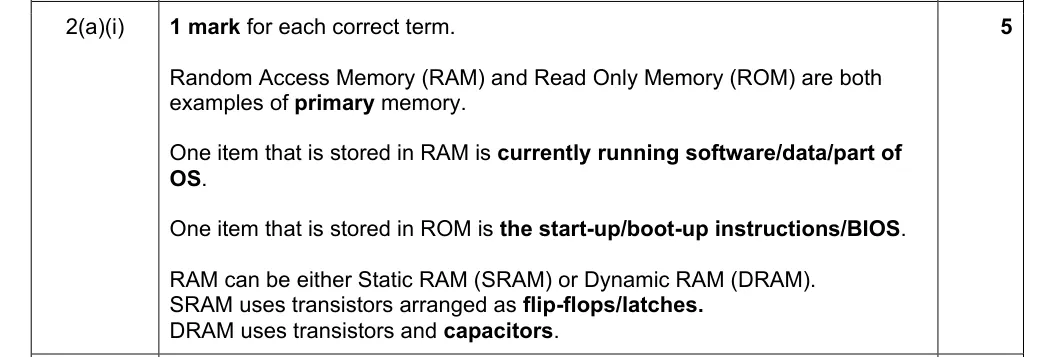 2(a)(i)
1 mark for each correct term.
5
Random Access Memory (RAM) and Read Only Memory (ROM) are both
examples of primary memory.
One item that is stored in RAM is currently running software/data/part of
OS.
One item that is stored in ROM is the start-up/boot-up instructions/BIOS.
RAM can be either Static RAM (SRAM) or Dynamic RAM (DRAM).
SRAM uses transistors arranged as flip-flops/latches.
DRAM uses transistors and capacitors.